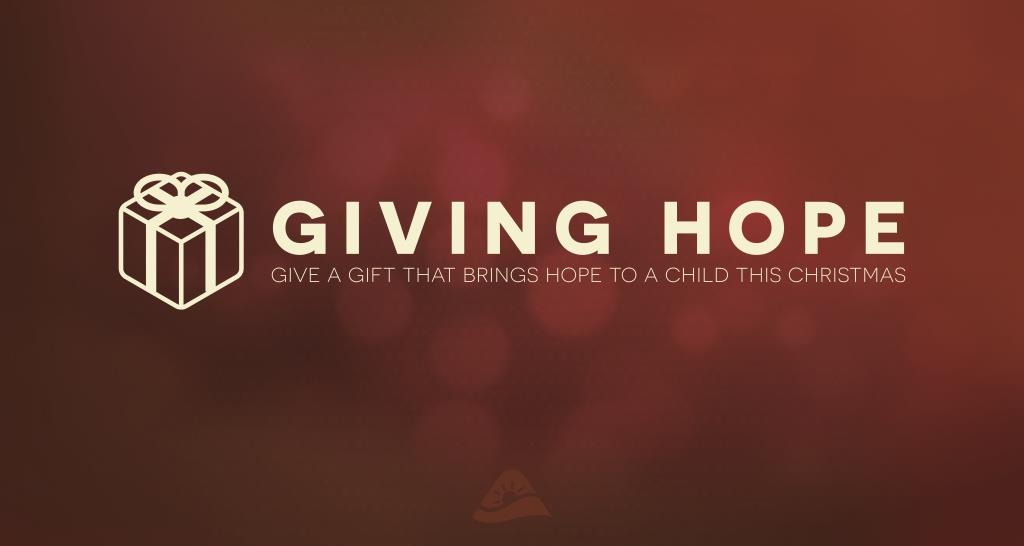 GIVING HOPE
GIVE A GIFT THAT BRINGS HOPE TO A CHILD THIS CHRISTMAS